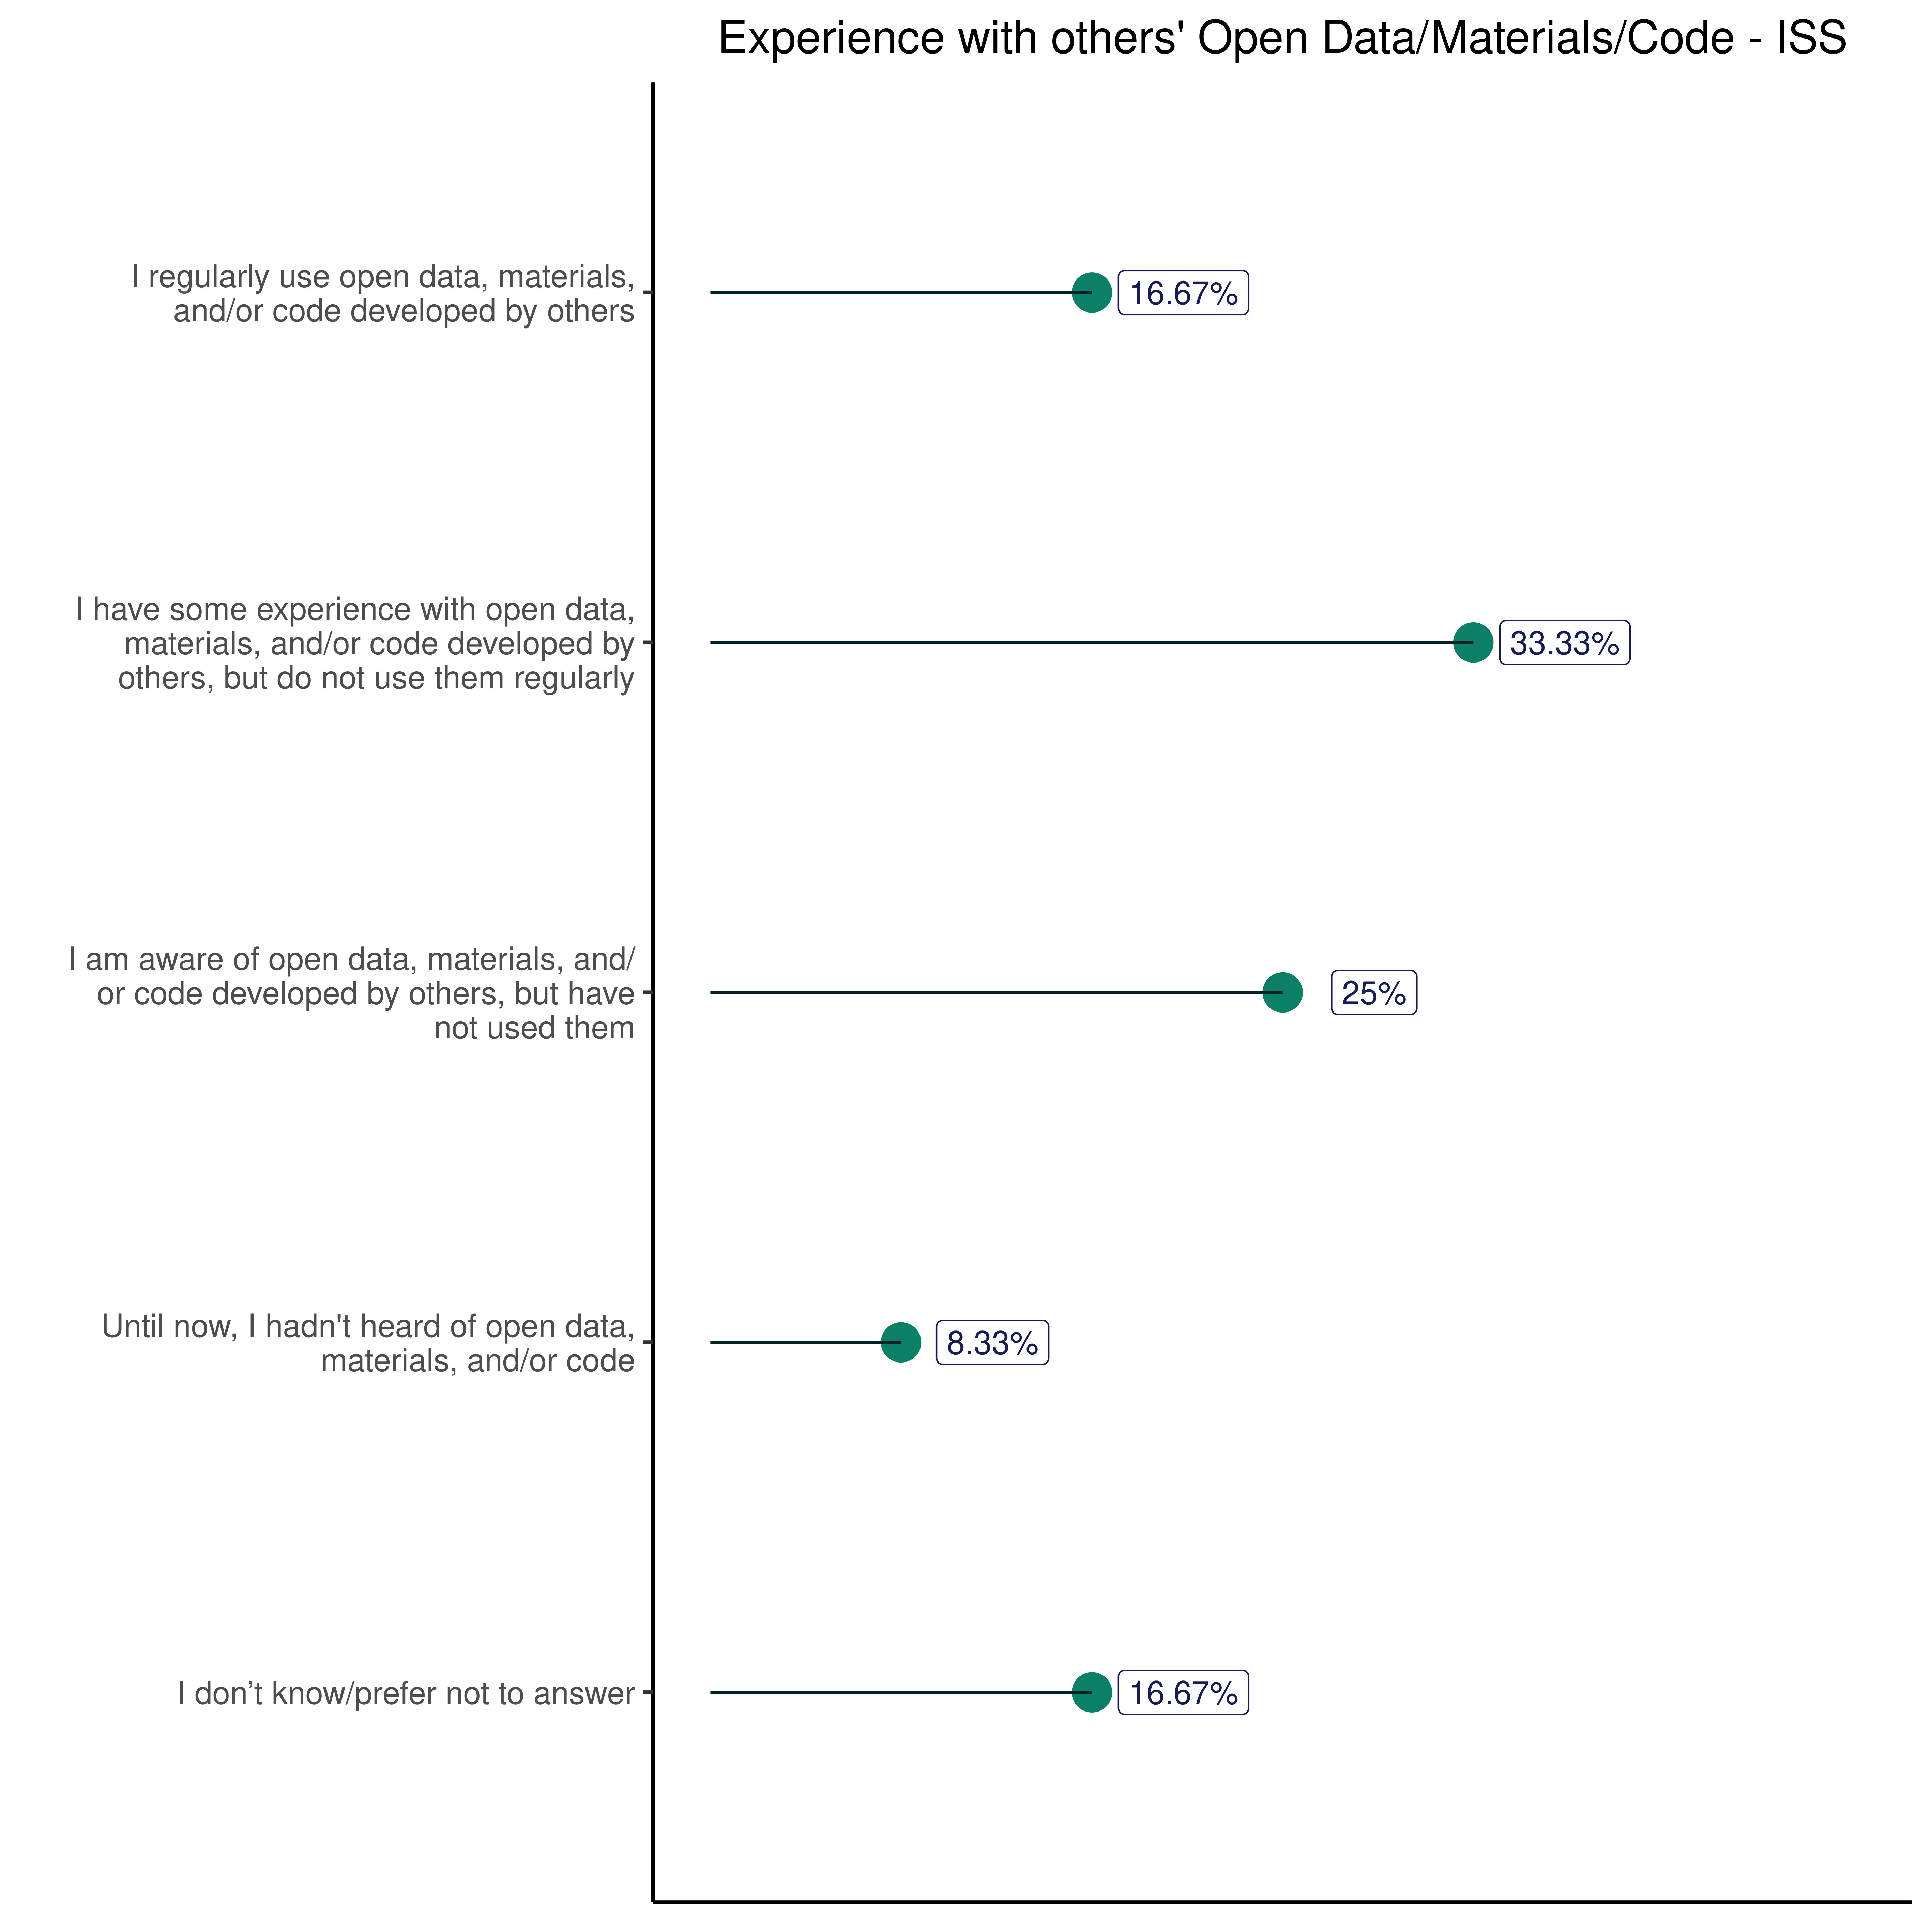 Experience with others' Open Data/Materials/Code - ISS
I regularly use open data, materials,
and/or code developed by others
16.67%
I have some experience with open data,
materials, and/or code developed by
others, but do not use them regularly
33.33%
I am aware of open data, materials, and/
or code developed by others, but have
not used them
25%
Until now, I hadn't heard of open data,
materials, and/or code
8.33%
I don’t know/prefer not to answer
16.67%